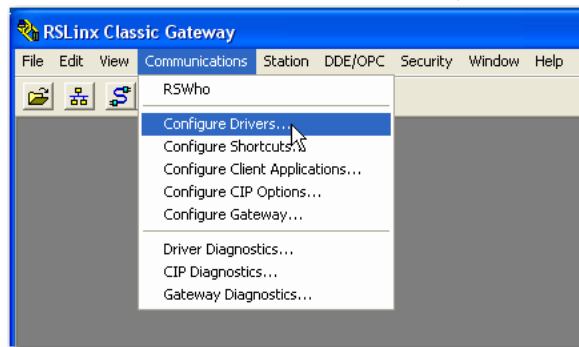 RSLinx Classic Gateway
File Edit View Communications Station DDE/OPC Security Window Help
RSWho
Configure Drivers...
Configure Shortcuts...
Configure Client Applications...
Configure CIP Options...
Configure Gateway...
Driver Diagnostics...
CIP Diagnostics...
Gateway Diagnostics...